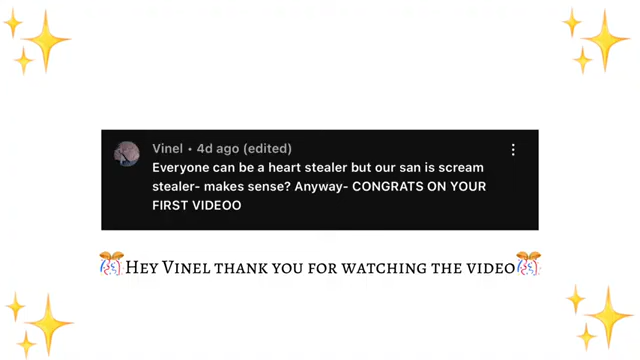 Vinel • 4d ago (edited)
Everyone can be a heart stealer but our san is scream
stealer- makes sense? Anyway- CONGRATS ON YOUR
FIRST VIDEOO
🎊Hey Vinel thank you for watching the video🎊